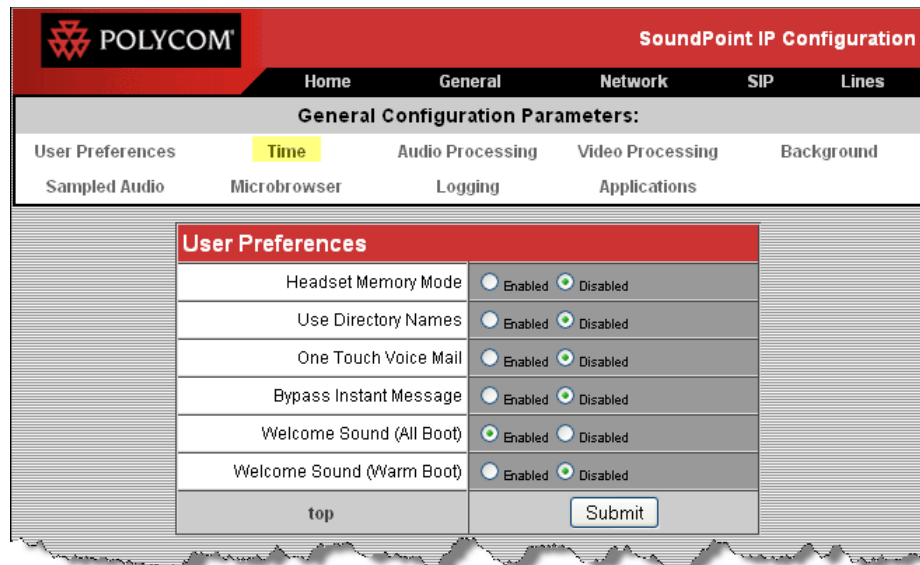 POLYCOM
SoundPoint IP Configuration
Home General Network SIP Lines
General Configuration Parameters:
User Preferences Time Audio Processing Video Processing Background
Sampled Audio Microbrowser Logging Applications
User Preferences
Headset Memory Mode Enabled Disabled
Use Directory Names Enabled Disabled
One Touch Voice Mail Enabled Disabled
Bypass Instant Message Enabled Disabled
Welcome Sound (All Boot) Enabled Disabled
Welcome Sound (Warm Boot) Enabled Disabled
top Submit